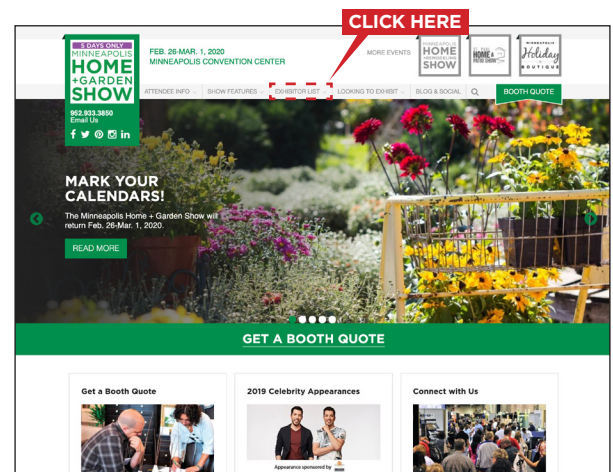 CLICK HERE
5 DAYS ONLY
MINNEAPOLIS
HOME
+GARDEN
SHOW
952.933.3850
Email Us
FEB. 26-MAR. 1, 2020
MINNEAPOLIS CONVENTION CENTER
MORE EVENTS
MINNEAPOLIS
HOME
+REMODELING
SHOW
HOME &
PATIO SHOW
MINNEAPOLIS
Holiday
BOUTIQUE
ATTENDEE INFO
SHOW FEATURES
EXHIBITOR LIST
LOOKING TO EXHIBIT
BLOG & SOCIAL
BOOTH QUOTE
MARK YOUR
CALENDARS!
The Minneapolis Home + Garden Show will
return Feb. 26-Mar. 1, 2020.
READ MORE
GET A BOOTH QUOTE
Get a Booth Quote
2019 Celebrity Appearances
Appearance sponsored by
Connect with Us